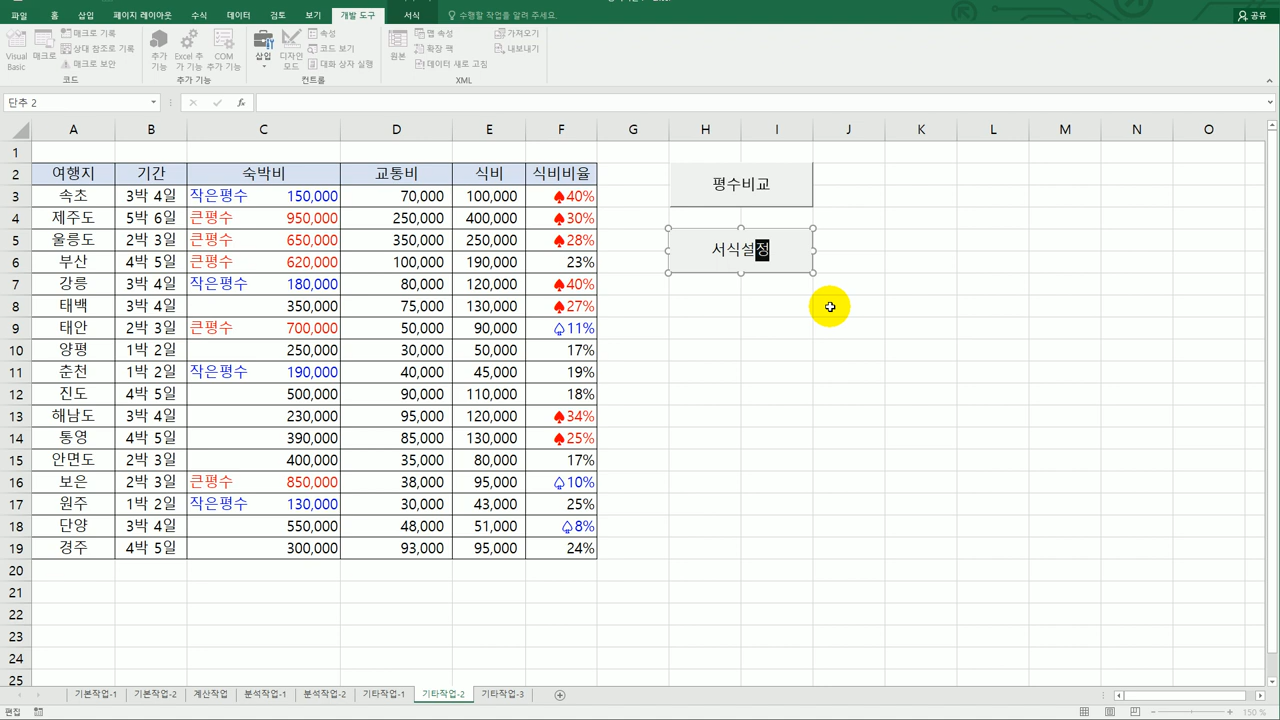 파일 홈 삽입 페이지 레이아웃 수식 데이터 검토 보기 개발 도구 서식 수행할 작업을 알려 주세요. 공유
Visual Basic 매크로 매크로 기록 상대 참조로 기록 매크로 보안 코드
추가 기능 Excel 추가 기능 COM 추가 기능 추가 기능
삽입 디자인 모드 속성 코드 보기 대화 상자 실행 컨트롤
원본 맵 속성 확장 팩 데이터 새로 고침 가져오기 내보내기 XML
단추 2 fx
A B C D E F G H I J K L M N O
1
2 여행지 기간 숙박비 교통비 식비 식비비율
3 속초 3박 4일 작은평수 150,000 70,000 100,000 ♠40%
4 제주도 5박 6일 큰평수 950,000 250,000 400,000 ♠30%
5 울릉도 2박 3일 큰평수 650,000 350,000 250,000 ♠28%
6 부산 4박 5일 큰평수 620,000 100,000 190,000 23%
7 강릉 3박 4일 작은평수 180,000 80,000 120,000 ♠40%
8 태백 3박 4일 350,000 75,000 130,000 ♠27%
9 태안 2박 3일 큰평수 700,000 50,000 90,000 ♤11%
10 양평 1박 2일 250,000 30,000 50,000 17%
11 춘천 1박 2일 작은평수 190,000 40,000 45,000 19%
12 진도 4박 5일 500,000 90,000 110,000 18%
13 해남도 3박 4일 230,000 95,000 120,000 ♠34%
14 통영 4박 5일 390,000 85,000 130,000 ♠25%
15 안면도 2박 3일 400,000 35,000 80,000 17%
16 보은 2박 3일 큰평수 850,000 38,000 95,000 ♤10%
17 원주 1박 2일 작은평수 130,000 30,000 43,000 25%
18 단양 3박 4일 550,000 48,000 51,000 ♤8%
19 경주 4박 5일 300,000 93,000 95,000 24%
20
21
22
23
24
25
평수비교
서식설정
기본작업-1 기본작업-2 계산작업 분석작업-1 분석작업-2 기타작업-1 기타작업-2 기타작업-3
편집 150 %